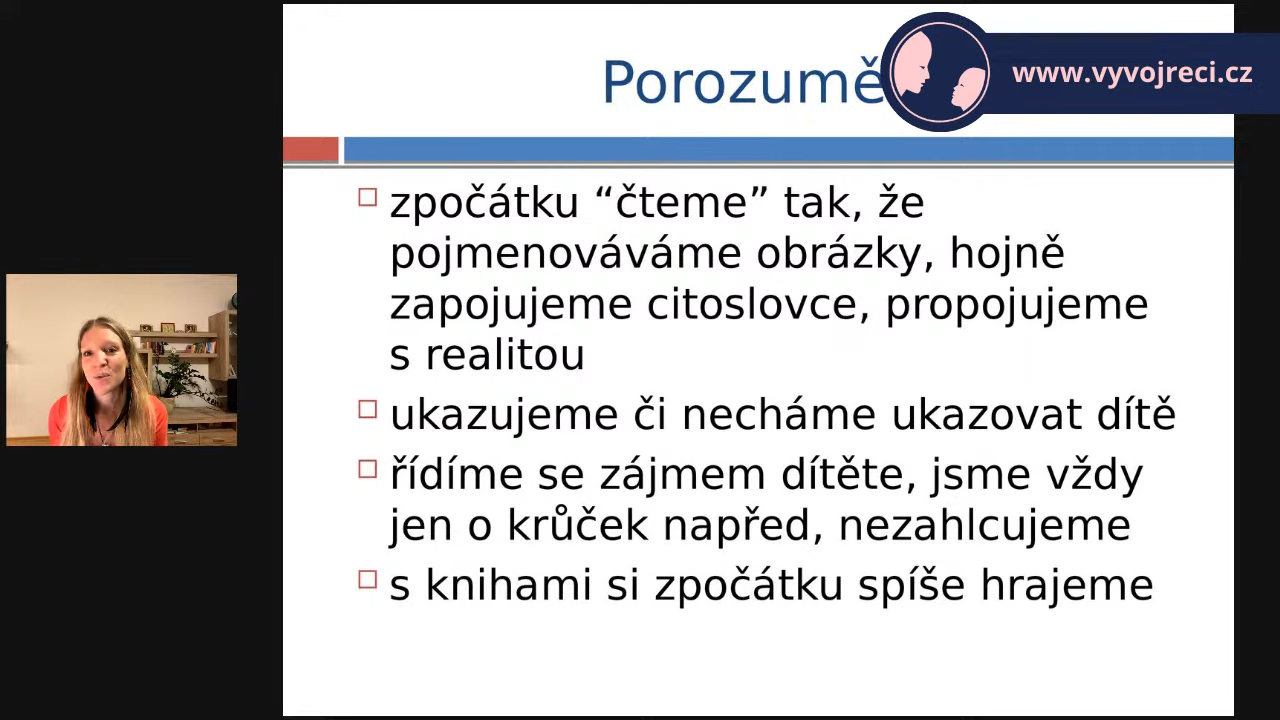 Porozumě
www.vyvojreci.cz
zpočátku “čteme” tak, že
pojmenováváme obrázky, hojně
zapojujeme citoslovce, propojujeme
s realitou
ukazujeme či necháme ukazovat dítě
řídíme se zájmem dítěte, jsme vždy
jen o krůček napřed, nezahlcujeme
s knihami si zpočátku spíše hrajeme